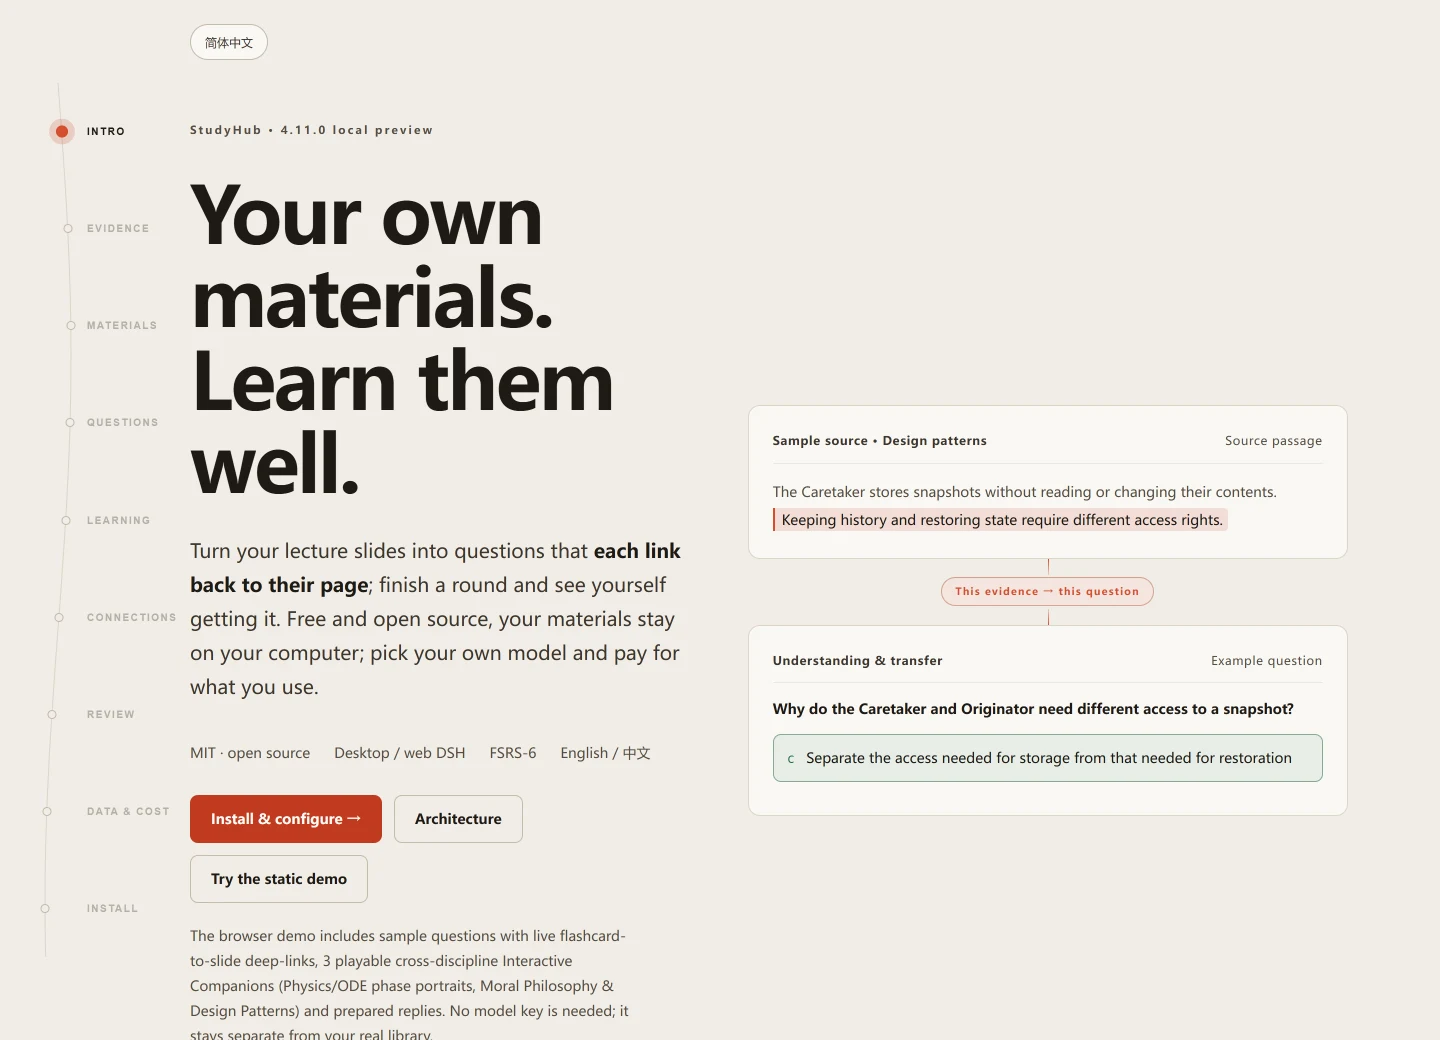 简体中文
INTRO
EVIDENCE
MATERIALS
QUESTIONS
LEARNING
CONNECTIONS
REVIEW
DATA & COST
INSTALL
StudyHub • 4.11.0 local preview
Your own
materials.
Learn them
well.
Turn your lecture slides into questions that each link
back to their page; finish a round and see yourself
getting it. Free and open source, your materials stay
on your computer; pick your own model and pay for
what you use.
MIT · open source Desktop / web DSH FSRS-6 English / 中文
Install & configure → Architecture
Try the static demo
The browser demo includes sample questions with live flashcard-
to-slide deep-links, 3 playable cross-discipline Interactive
Companions (Physics/ODE phase portraits, Moral Philosophy &
Design Patterns) and prepared replies. No model key is needed; it
stays separate from your real library.
Sample source • Design patterns Source passage
The Caretaker stores snapshots without reading or changing their contents.
Keeping history and restoring state require different access rights.
This evidence → this question
Understanding & transfer Example question
Why do the Caretaker and Originator need different access to a snapshot?
C Separate the access needed for storage from that needed for restoration